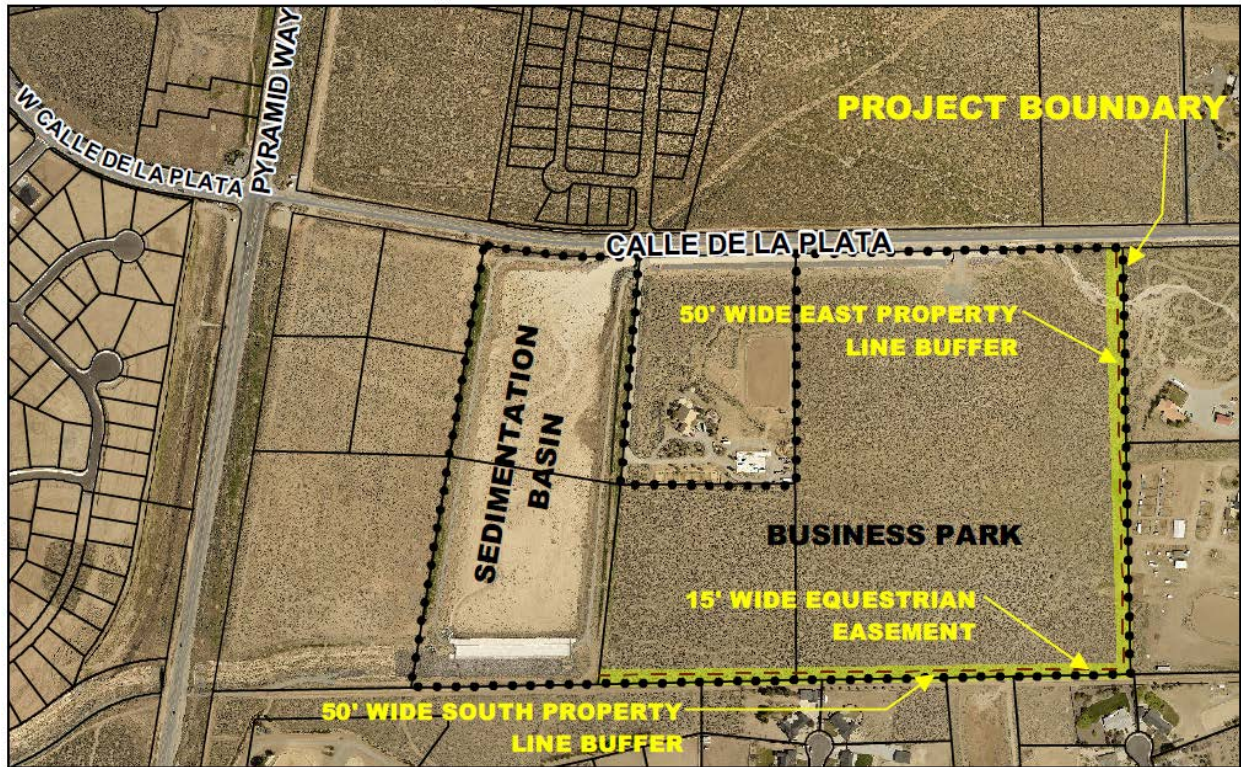 W CALLE DE LA PLATA
PYRAMID WAY
PROJECT BOUNDARY
CALLE DE LA PLATA
50' WIDE EAST PROPERTY
LINE BUFFER
SEDIMENTATION
BASIN
BUSINESS PARK
15' WIDE EQUESTRIAN
EASEMENT
50' WIDE SOUTH PROPERTY
LINE BUFFER